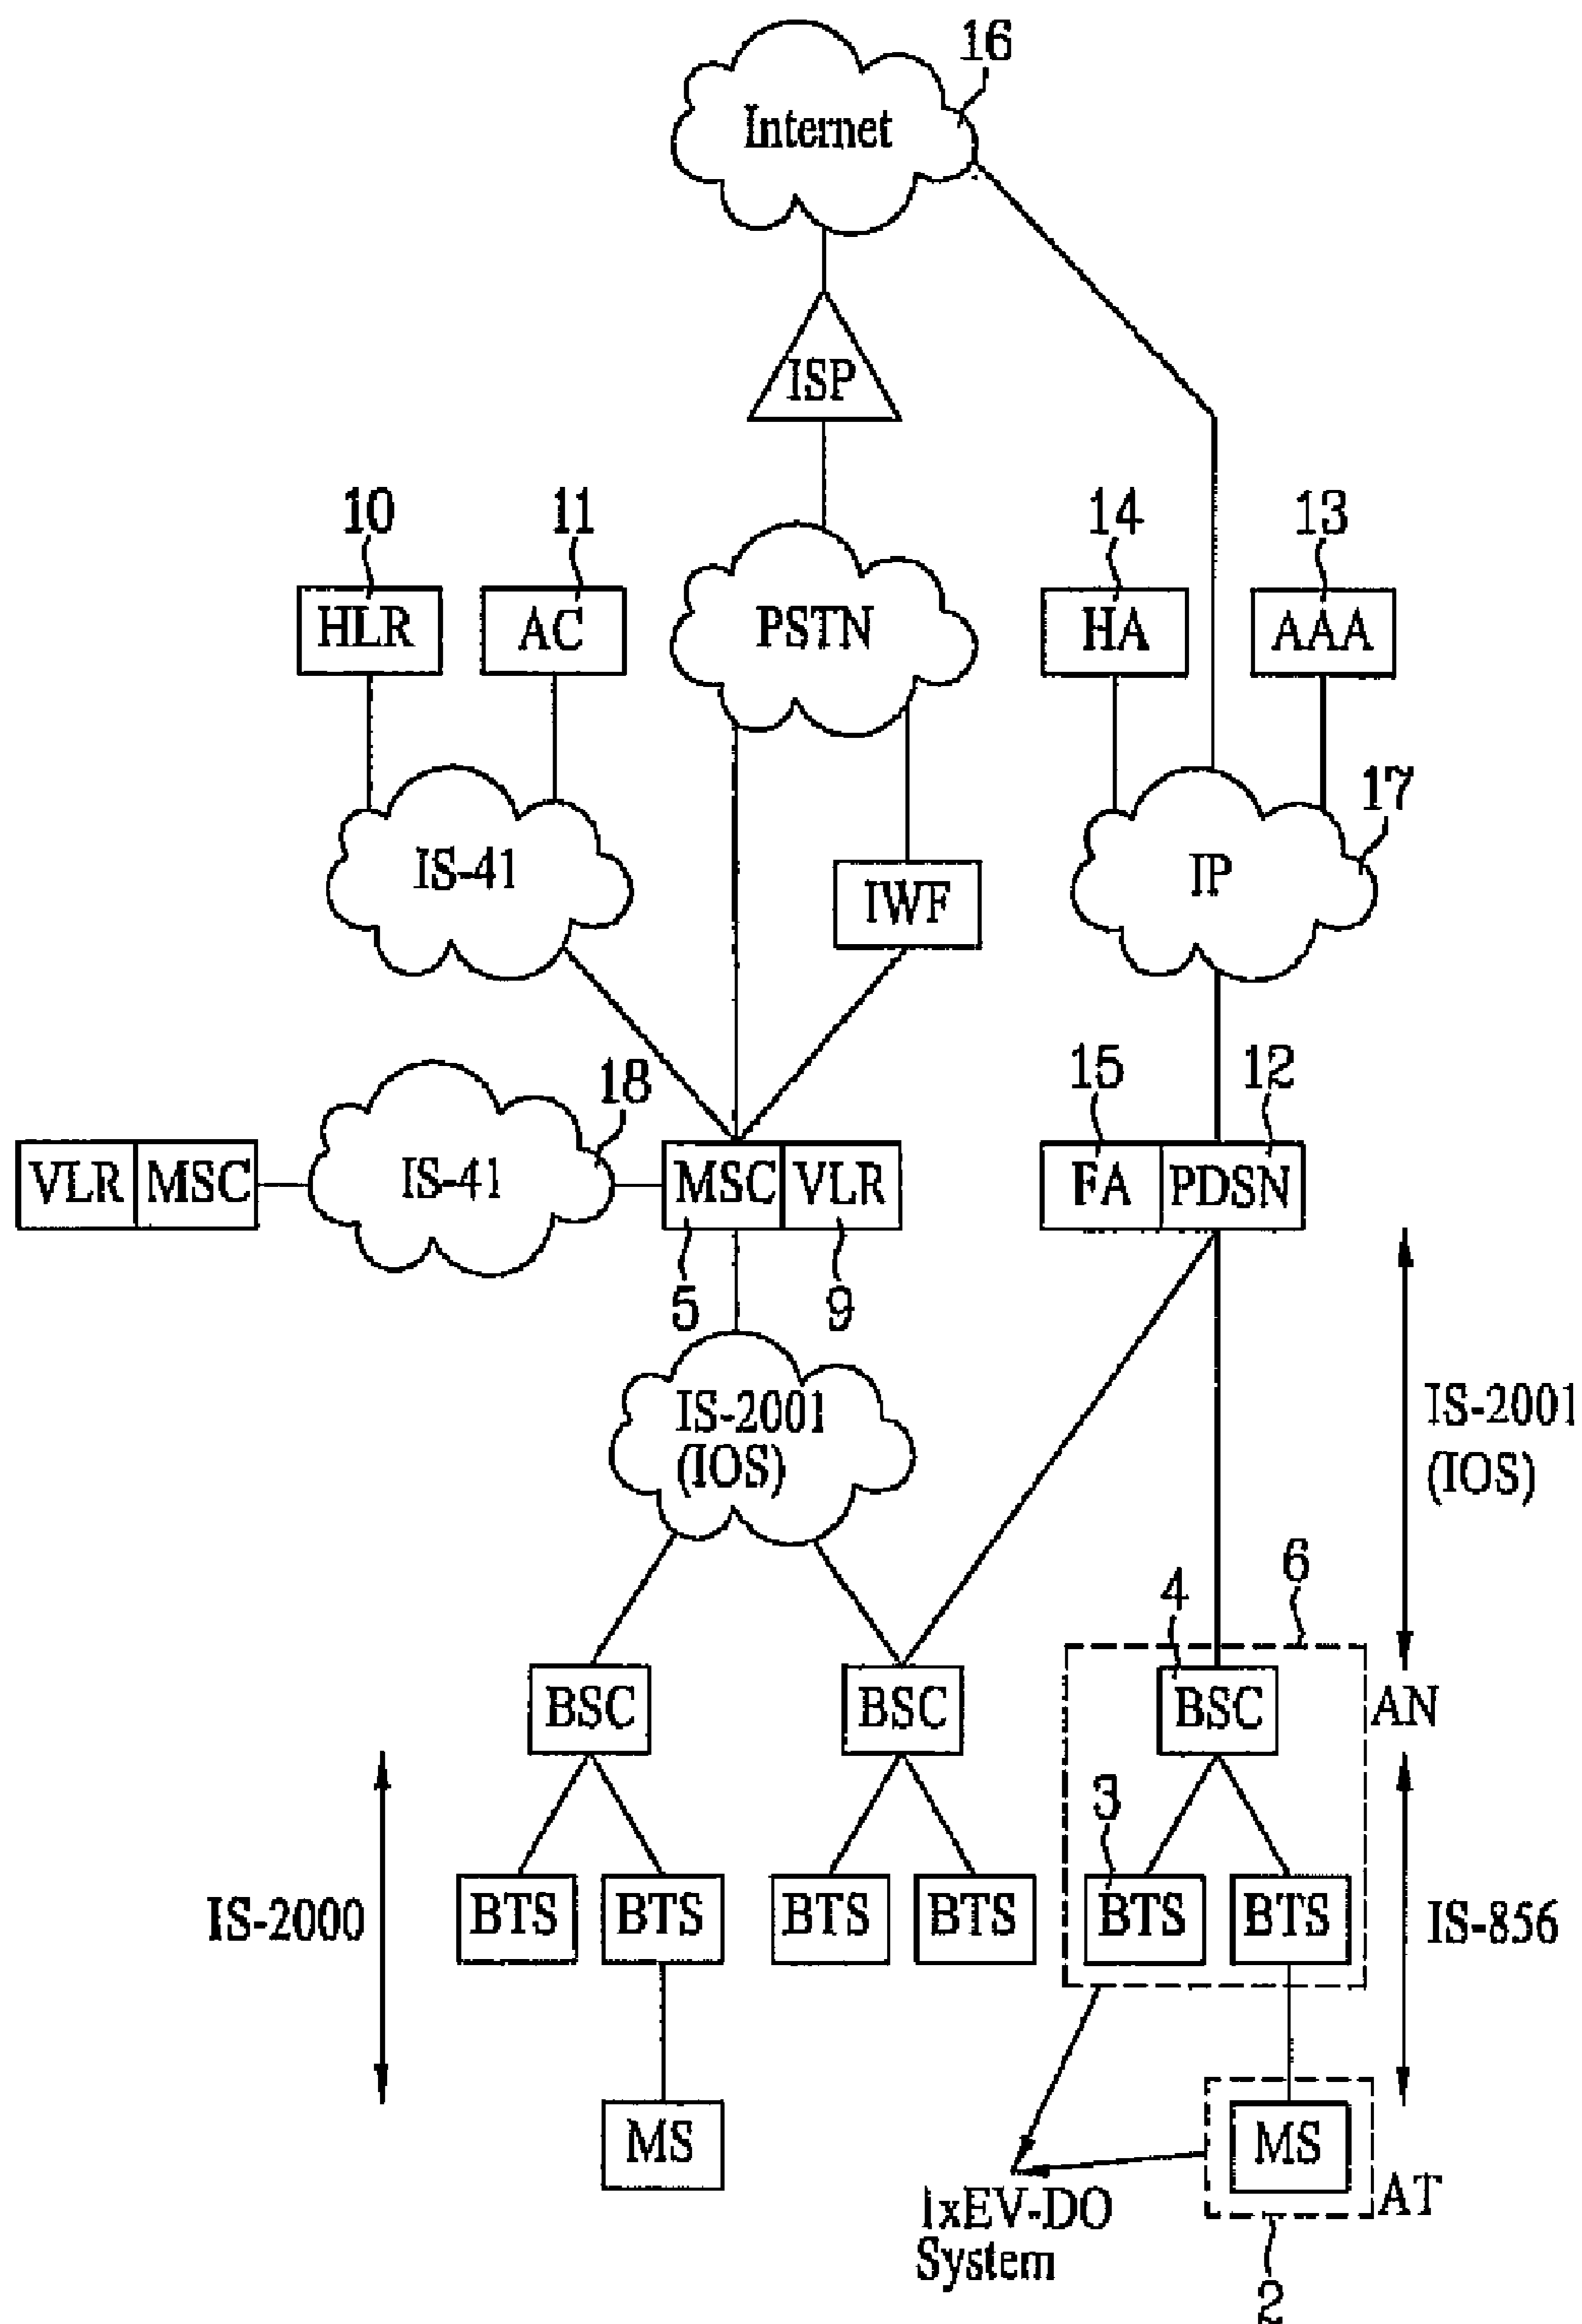 16
Internet
ISP
10
11
14
13
HLR
AC
PSTN
HA
AAA
17
IS-41
IWF
IP
18
15
12
VLR
MSC
IS-41
MSC
VLR
FA
PDSN
5
9
IS-2001
(IOS)
IS-2001
(IOS)
6
4
BSC
BSC
BSC
AN
3
IS-2000
BTS
BTS
BTS
BTS
BTS
BTS
IS-856
MS
MS
AT
1xEV-DO
System
2